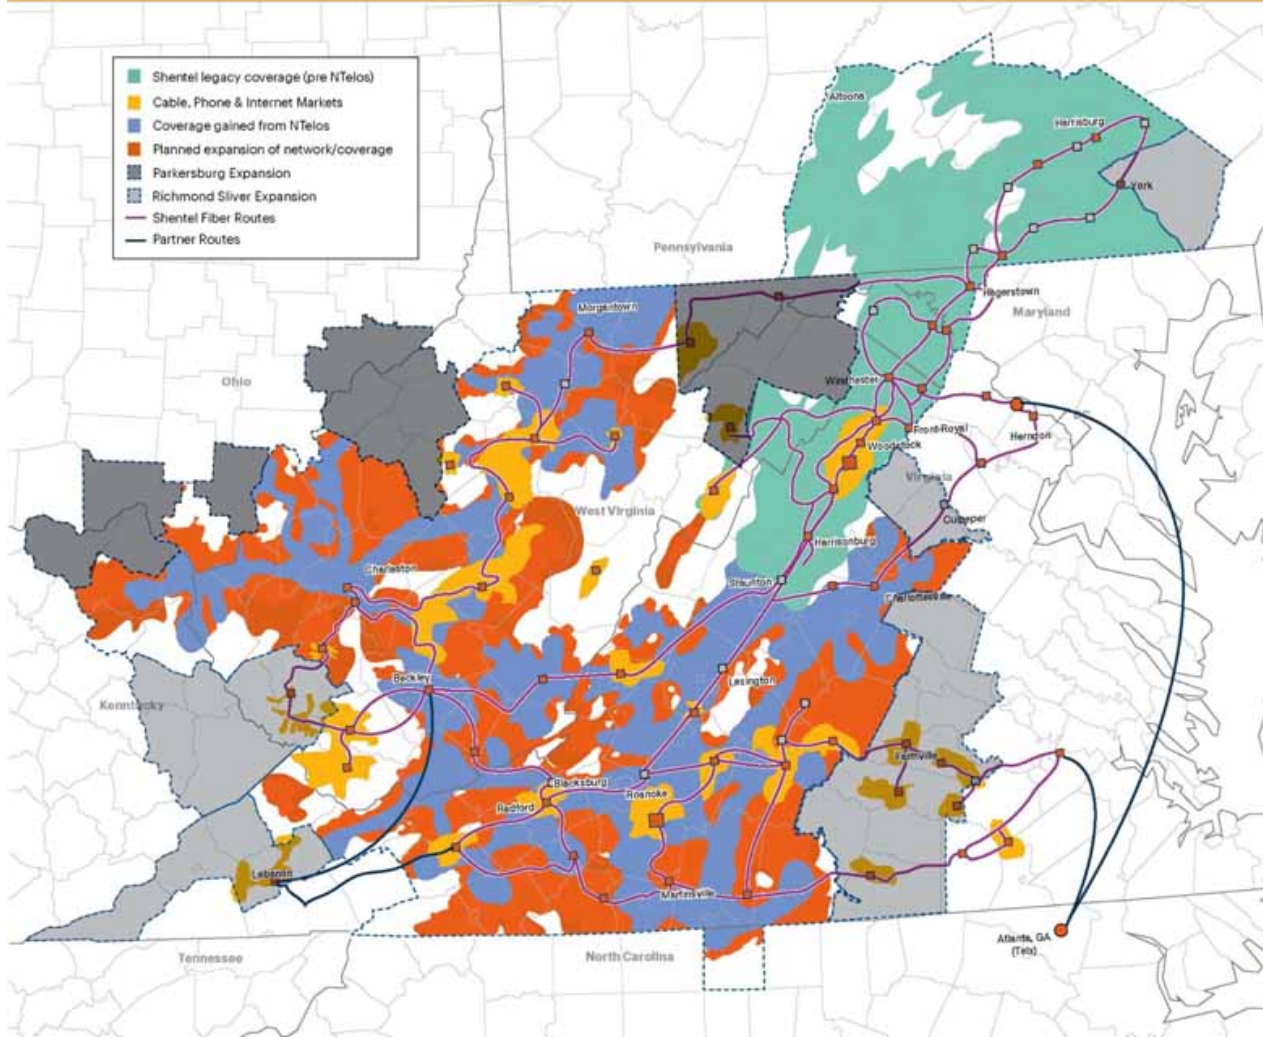 Shentel legacy coverage (pre NTelos)
Cable, Phone & Internet Markets
Coverage gained from NTelos
Planned expansion of network/coverage
Parkersburg Expansion
Richmond Sliver Expansion
Shentel Fiber Routes
Partner Routes
Altoona
Harrisburg
York
Pennsylvania
Hagerstown
Maryland
Morgantown
Ohio
Winchester
Front Royal
Herndon
Woodstock
Virginia
West Virginia
Culpeper
Harrisonburg
Charleston
Staunton
Charlottesville
Beckley
Lexington
Kenntucky
Farmville
Blacksburg
Radford
Roanoke
Lebanon
Martinsville
Atlanta, GA
(Telx)
Tennessee
North Carolina